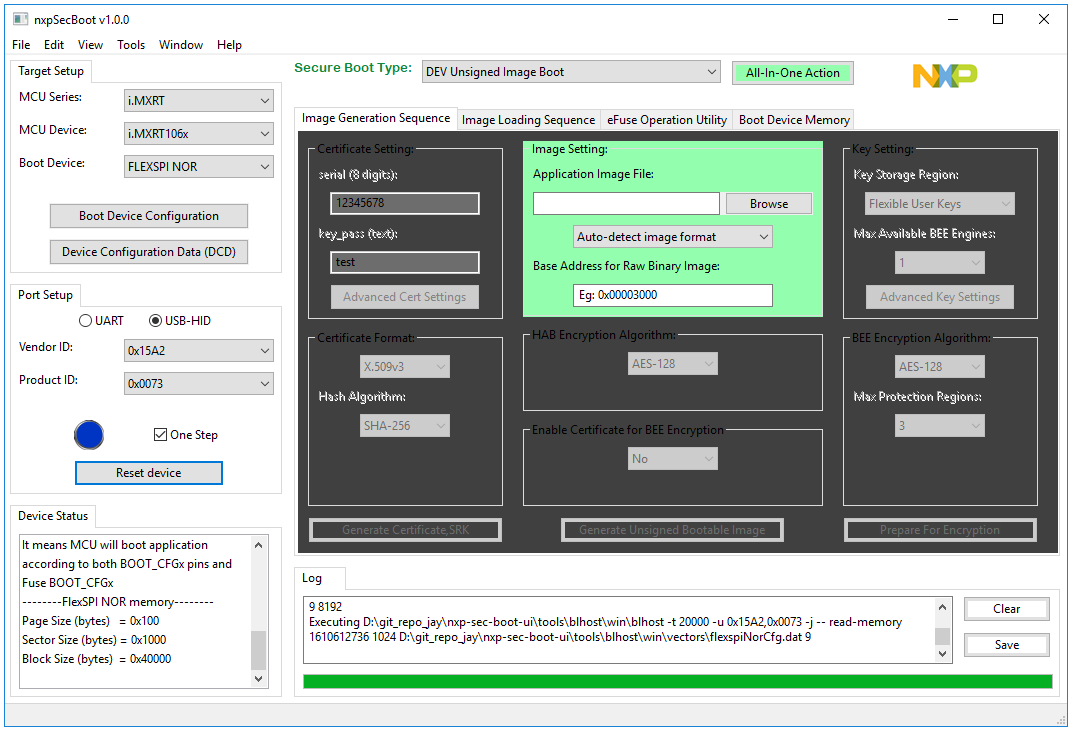 nxpSecBoot v1.0.0
File Edit View Tools Window Help
Target Setup
MCU Series: i.MXRT
MCU Device: i.MXRT106x
Boot Device: FLEXSPI NOR
Boot Device Configuration
Device Configuration Data (DCD)
Port Setup
UART USB-HID
Vendor ID: 0x15A2
Product ID: 0x0073
One Step
Reset device
Device Status
It means MCU will boot application
according to both BOOT_CFGx pins and
Fuse BOOT_CFGx
--------FlexSPI NOR memory--------
Page Size (bytes) = 0x100
Sector Size (bytes) = 0x1000
Block Size (bytes) = 0x40000
Secure Boot Type: DEV Unsigned Image Boot All-In-One Action NXP
Image Generation Sequence Image Loading Sequence eFuse Operation Utility Boot Device Memory
Certificate Setting:
serial (8 digits):
12345678
key_pass (text):
test
Advanced Cert Settings
Image Setting:
Application Image File:
Browse
Auto-detect image format
Base Address for Raw Binary Image:
Eg: 0x00003000
Key Setting:
Key Storage Region:
Flexible User Keys
Max Available BEE Engines:
1
Advanced Key Settings
Certificate Format:
X.509v3
Hash Algorithm:
SHA-256
HAB Encryption Algorithm:
AES-128
Enable Certificate for BEE Encryption
No
BEE Encryption Algorithm:
AES-128
Max Protection Regions:
3
Generate Certificate,SRK
Generate Unsigned Bootable Image
Prepare For Encryption
Log
9 8192
Executing D:\git_repo_jay\nxp-sec-boot-ui\tools\blhost\win\blhost -t 20000 -u 0x15A2,0x0073 -j -- read-memory
1610612736 1024 D:\git_repo_jay\nxp-sec-boot-ui\tools\blhost\win\vectors\flexspiNorCfg.dat 9
Clear
Save